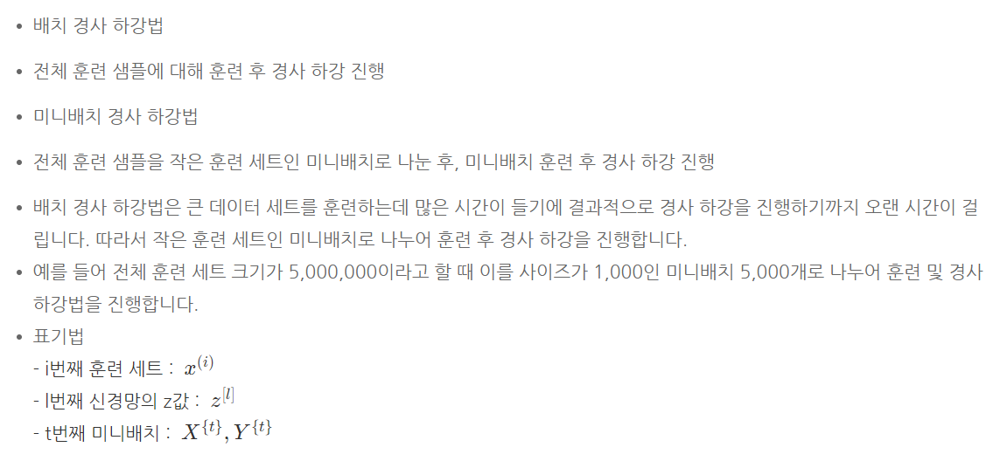 • 배치 경사 하강법
• 전체 훈련 샘플에 대해 훈련 후 경사 하강 진행
• 미니배치 경사 하강법
• 전체 훈련 샘플을 작은 훈련 세트인 미니배치로 나눈 후, 미니배치 훈련 후 경사 하강 진행
• 배치 경사 하강법은 큰 데이터 세트를 훈련하는데 많은 시간이 들기에 결과적으로 경사 하강을 진행하기까지 오랜 시간이 걸
립니다. 따라서 작은 훈련 세트인 미니배치로 나누어 훈련 후 경사 하강을 진행합니다.
• 예를 들어 전체 훈련 세트 크기가 5,000,000이라고 할 때 이를 사이즈가 1,000인 미니배치 5,000개로 나누어 훈련 및 경사
하강법을 진행합니다.
• 표기법
- i번째 훈련 세트 : x^(i)
- l번째 신경망의 z값 : z^[l]
- t번째 미니배치 : X^{t}, Y^{t}